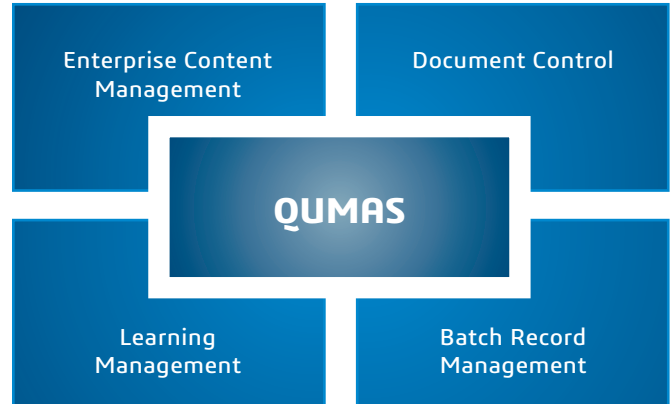 Enterprise Content
Management
Document Control
QUMAS
Learning
Management
Batch Record
Management